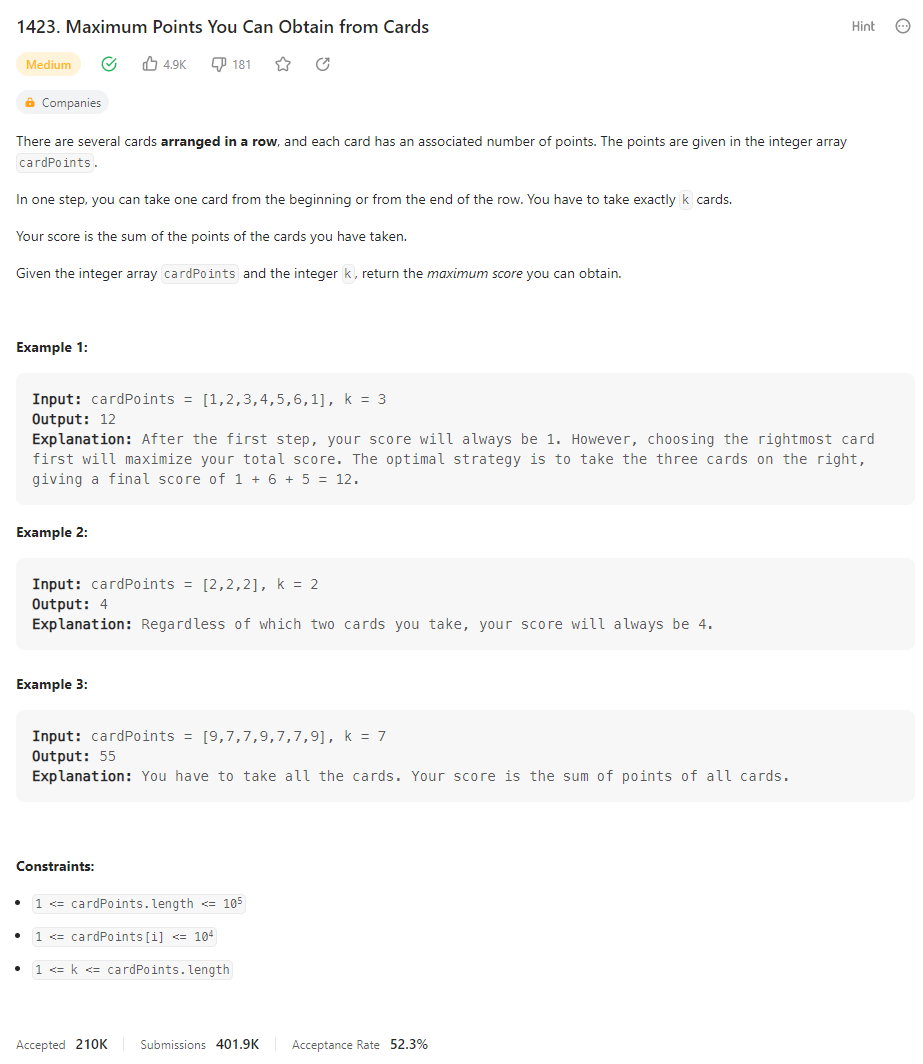 1423. Maximum Points You Can Obtain from Cards
Hint
Medium
4.9K
181
Companies
There are several cards arranged in a row, and each card has an associated number of points. The points are given in the integer array
cardPoints.
In one step, you can take one card from the beginning or from the end of the row. You have to take exactly k cards.
Your score is the sum of the points of the cards you have taken.
Given the integer array cardPoints and the integer k, return the maximum score you can obtain.
Example 1:
Input: cardPoints = [1,2,3,4,5,6,1], k = 3
Output: 12
Explanation: After the first step, your score will always be 1. However, choosing the rightmost card
first will maximize your total score. The optimal strategy is to take the three cards on the right,
giving a final score of 1 + 6 + 5 = 12.
Example 2:
Input: cardPoints = [2,2,2], k = 2
Output: 4
Explanation: Regardless of which two cards you take, your score will always be 4.
Example 3:
Input: cardPoints = [9,7,7,9,7,7,9], k = 7
Output: 55
Explanation: You have to take all the cards. Your score is the sum of points of all cards.
Constraints:
• 1 <= cardPoints.length <= 10⁵
• 1 <= cardPoints[i] <= 10⁴
• 1 <= k <= cardPoints.length
Accepted 210K Submissions 401.9K Acceptance Rate 52.3%